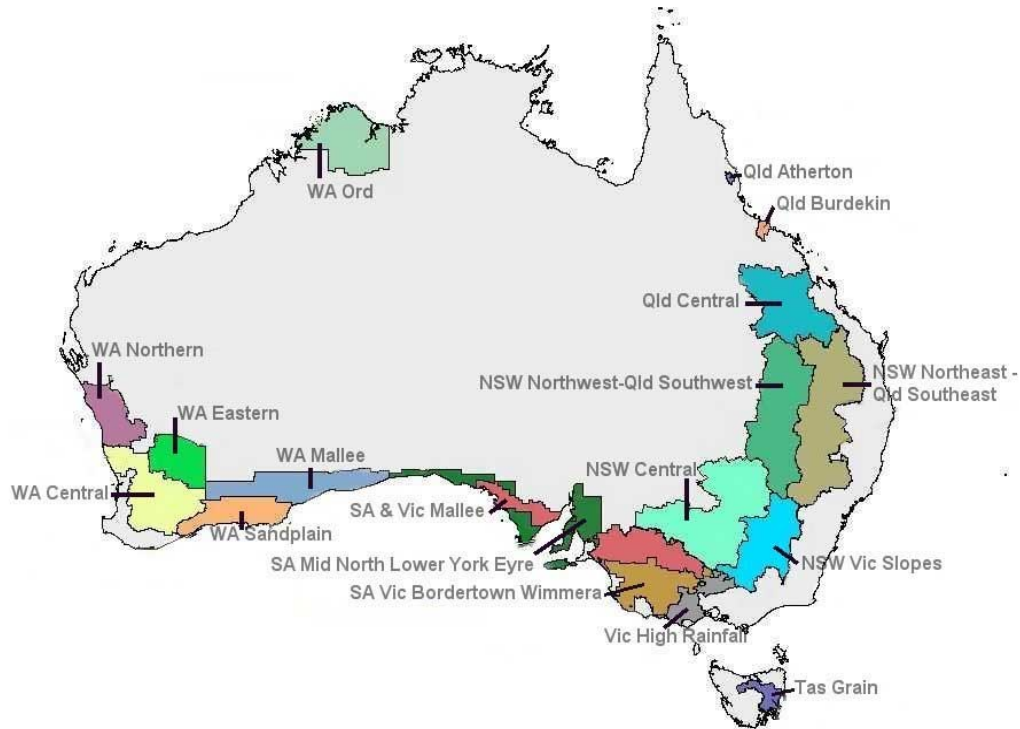 Qld Atherton
WA Ord
Qld Burdekin
Qld Central
WA Northern
NSW Northwest-Qld Southwest
NSW Northeast -
Qld Southeast
WA Eastern
WA Mallee
NSW Central
WA Central
SA & Vic Mallee
WA Sandplain
SA Mid North Lower York Eyre
NSW Vic Slopes
SA Vic Bordertown Wimmera
Vic High Rainfall
Tas Grain